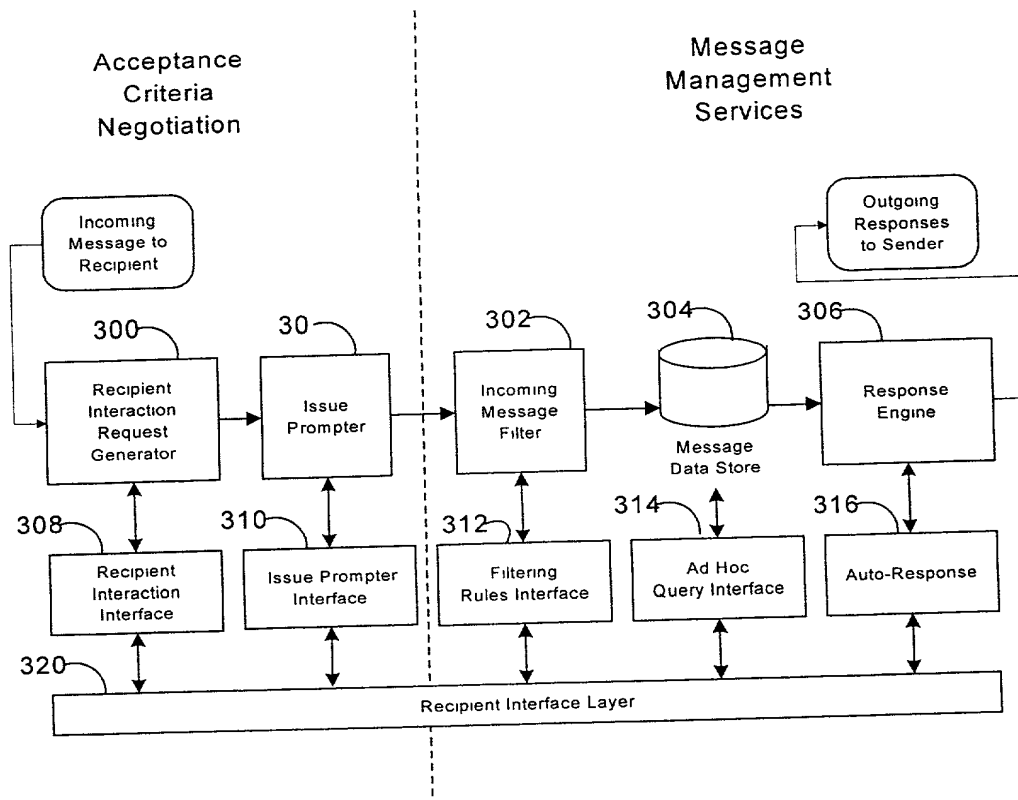 Acceptance
Criteria
Negotiation
Message
Management
Services
Incoming
Message to
Recipient
Outgoing
Responses
to Sender
300
30
302
304
306
Recipient
Interaction
Request
Generator
Issue
Prompter
Incoming
Message
Filter
Message
Data Store
Response
Engine
308
310
312
314
316
Recipient
Interaction
Interface
Issue Prompter
Interface
Filtering
Rules Interface
Ad Hoc
Query Interface
Auto-Response
320
Recipient Interface Layer